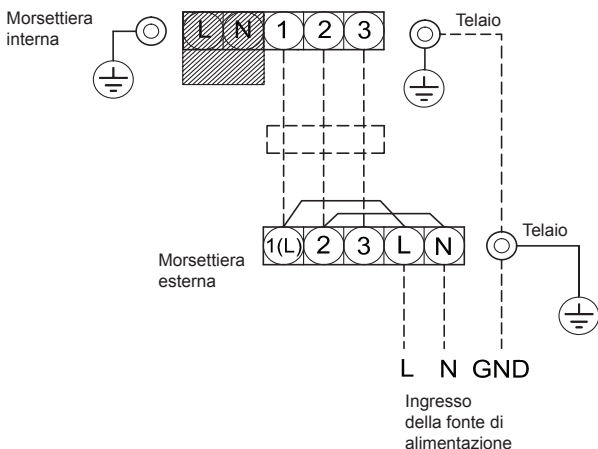 Morsettiera
interna
L N 1 2 3
Telaio
1(L) 2 3 L N
Telaio
Morsettiera
esterna
L N GND
Ingresso
della fonte di
alimentazione